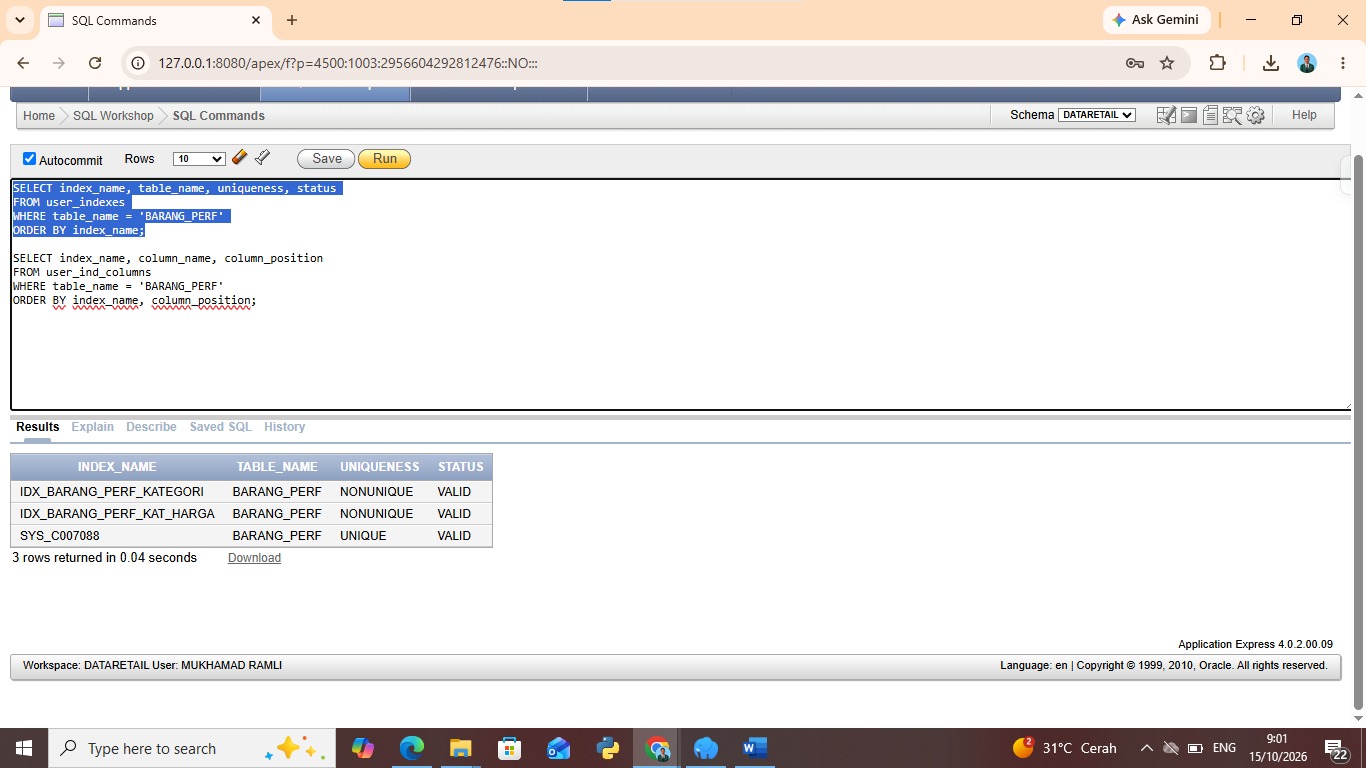 SQL Commands
Ask Gemini
127.0.0.1:8080/apex/f?p=4500:1003:2956604292812476::NO:::
Home SQL Workshop SQL Commands
Schema DATARETAIL Help
Autocommit Rows 10 Save Run
SELECT index_name, table_name, uniqueness, status
FROM user_indexes
WHERE table_name = 'BARANG_PERF'
ORDER BY index_name;
SELECT index_name, column_name, column_position
FROM user_ind_columns
WHERE table_name = 'BARANG_PERF'
ORDER BY index_name, column_position;
Results Explain Describe Saved SQL History
INDEX_NAME TABLE_NAME UNIQUENESS STATUS
IDX_BARANG_PERF_KATEGORI BARANG_PERF NONUNIQUE VALID
IDX_BARANG_PERF_KAT_HARGA BARANG_PERF NONUNIQUE VALID
SYS_C007088 BARANG_PERF UNIQUE VALID
3 rows returned in 0.04 seconds Download
Application Express 4.0.2.00.09
Workspace: DATARETAIL User: MUKHAMAD RAMLI
Language: en | Copyright © 1999, 2010, Oracle. All rights reserved.
Type here to search
2
31°C Cerah
ENG
9:01
15/10/2026
22